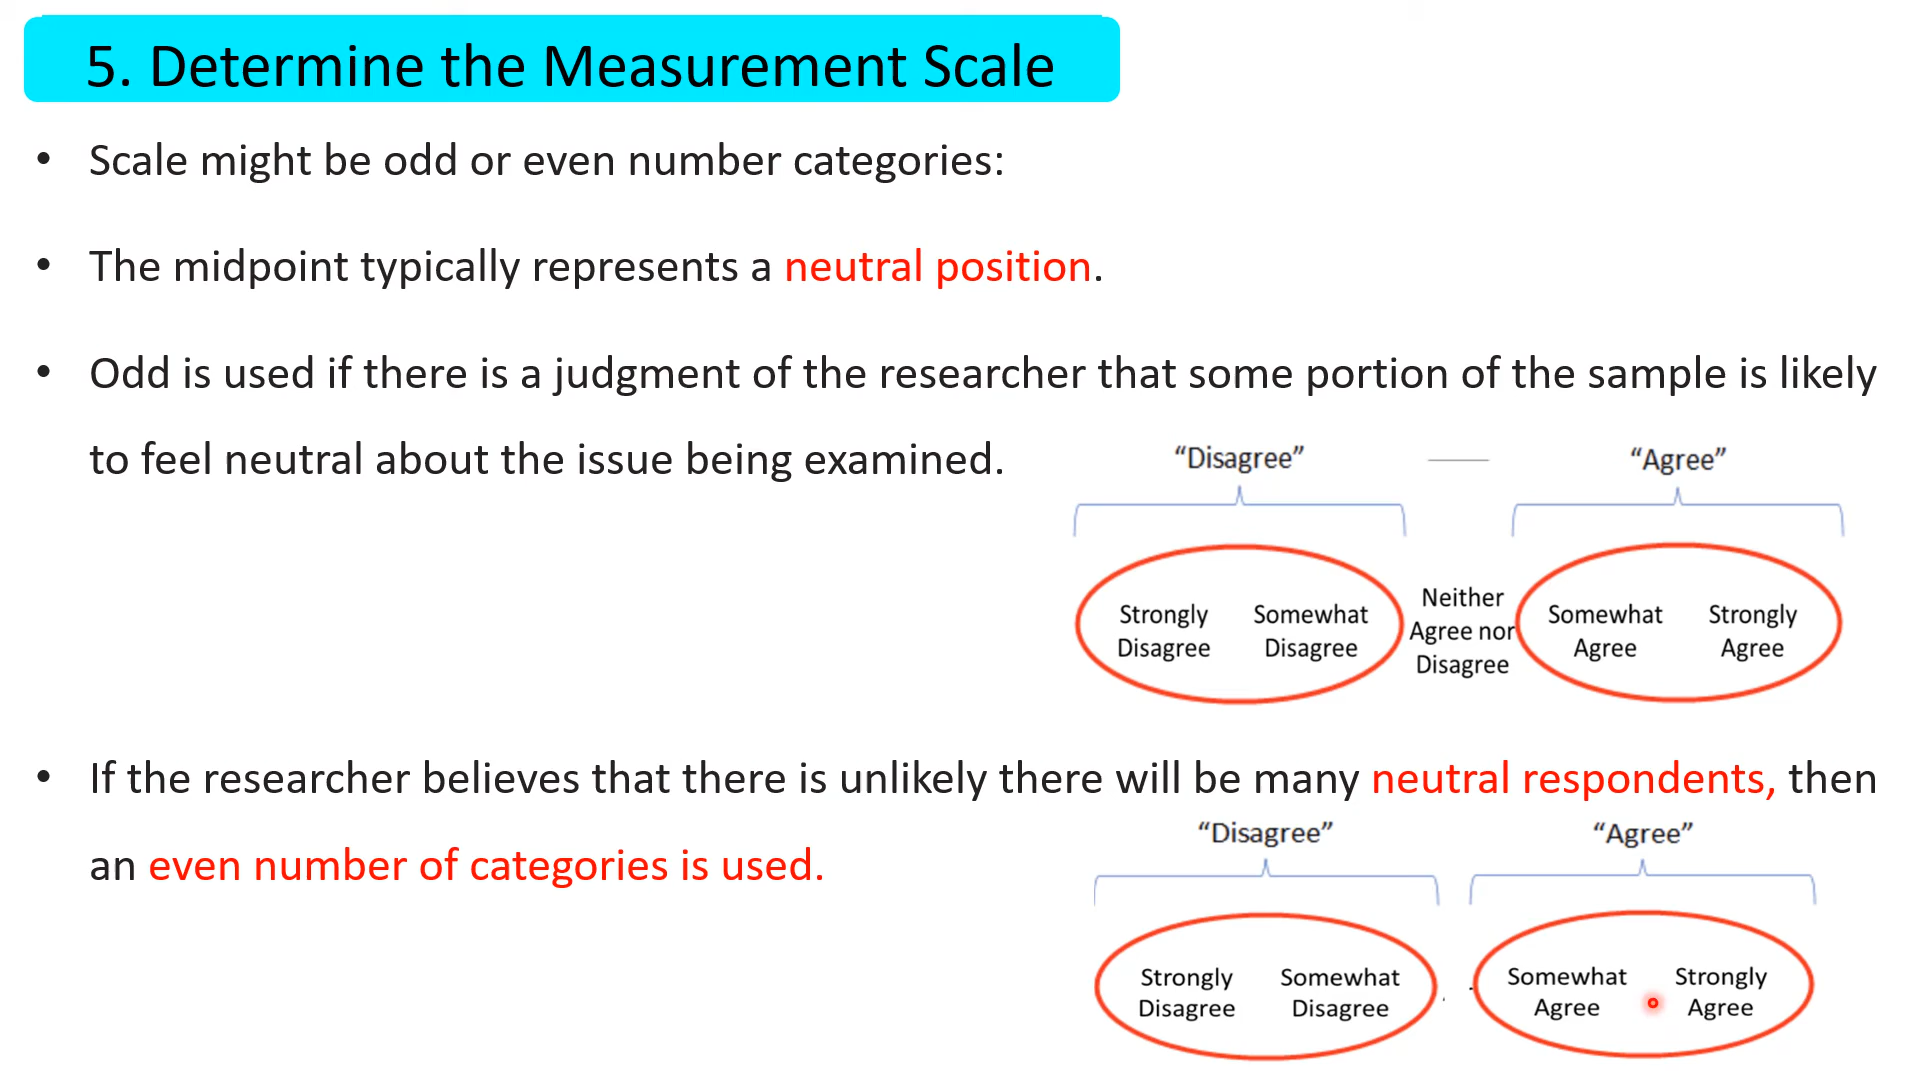 5. Determine the Measurement Scale
• Scale might be odd or even number categories:
• The midpoint typically represents a neutral position.
• Odd is used if there is a judgment of the researcher that some portion of the sample is likely
to feel neutral about the issue being examined.
“Disagree” “Agree”
Strongly Disagree
Somewhat Disagree
Neither Agree nor Disagree
Somewhat Agree
Strongly Agree
• If the researcher believes that there is unlikely there will be many neutral respondents, then
an even number of categories is used.
“Disagree” “Agree”
Strongly Disagree
Somewhat Disagree
Somewhat Agree
Strongly Agree